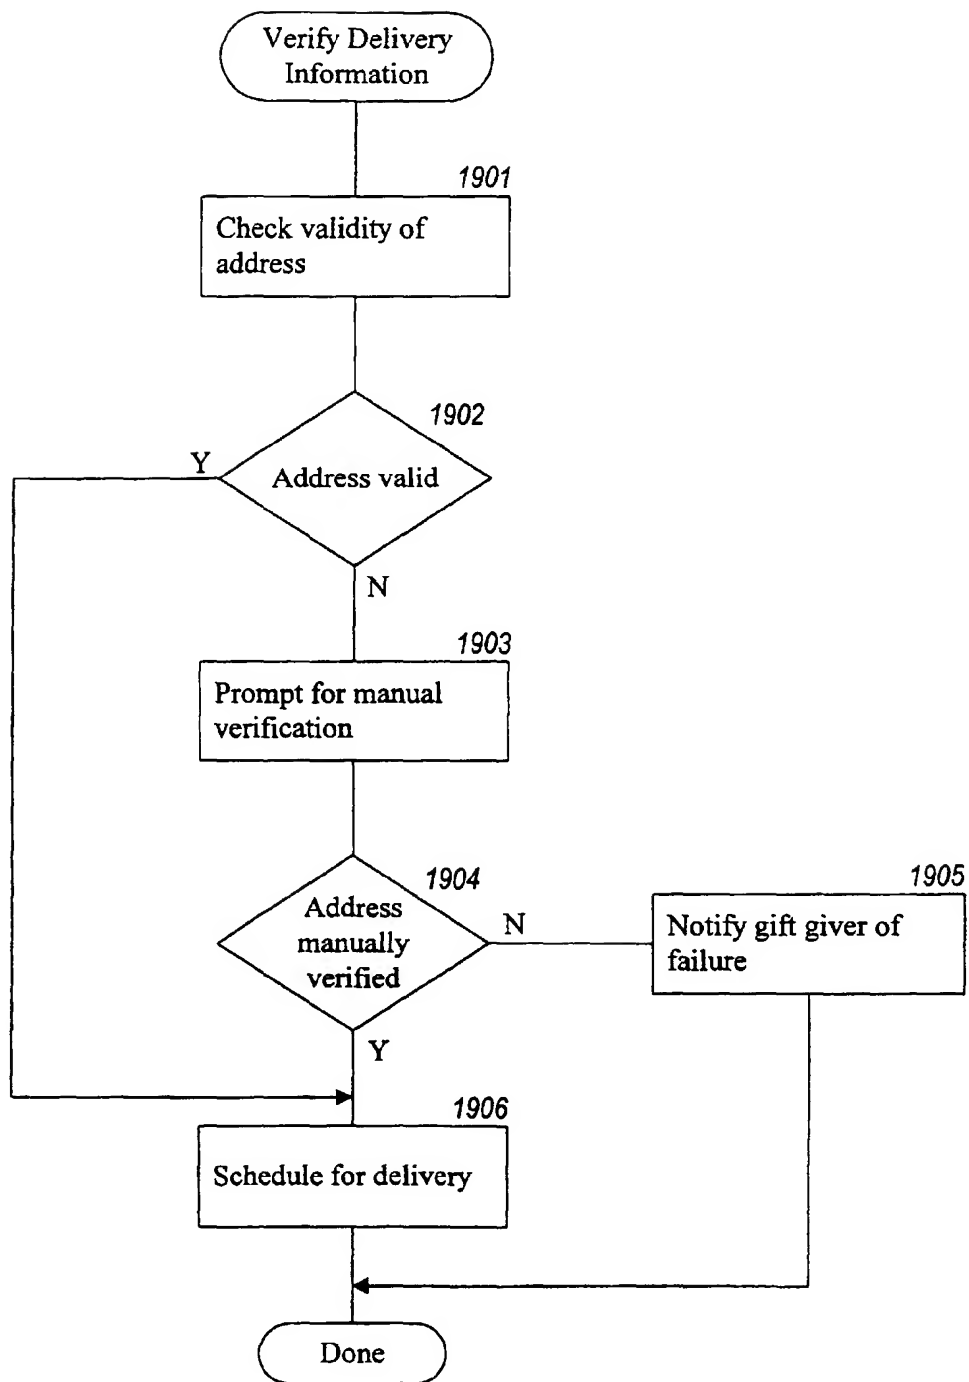 Verify Delivery
Information
1901
Check validity of
address
1902
Y
Address valid
N
1903
Prompt for manual
verification
1904
Address
manually
verified
N
1905
Notify gift giver of
failure
Y
1906
Schedule for delivery
Done